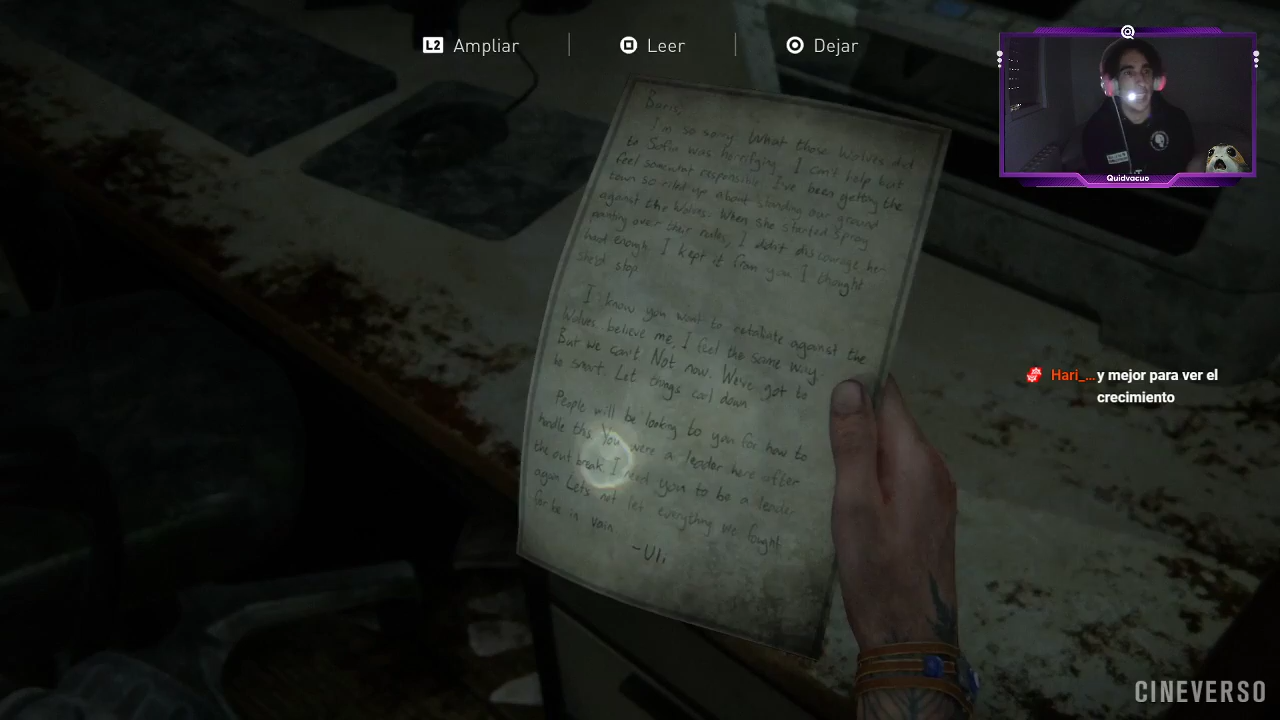 L2 Ampliar
Leer
Dejar
Boris,
I'm so sorry. What those Wolves did
to Sofia was horrifying. I can't help but
feel somewhat responsible. I've been getting the
town so riled up about standing our ground
against the Wolves. When she started spray
painting over their rules, I didn't discourage her
hard enough. I kept it from you. I thought
she'd stop.
I know you want to retaliate against the
Wolves. believe me, I feel the same way.
But we can't. Not now. We've got to
be smart. Let things cool down
People will be looking to you for how to
handle this. You were a leader here after
the out break. I need you to be a leader
again. Let's not let everything we fought
for be in vain
-Uli
Quidvacuo
Hari_... y mejor para ver el
crecimiento
CINEVERSO